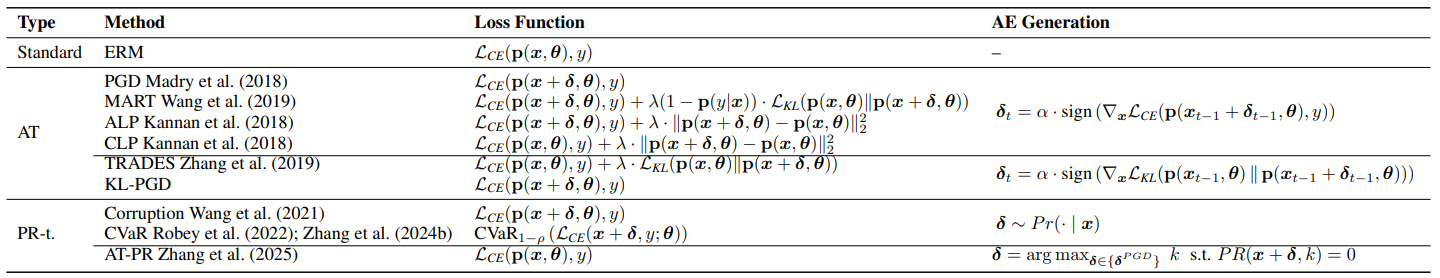 Type Method Loss Function AE Generation
Standard ERM ℒ_CE(p(x, θ), y) –
PGD Madry et al. (2018) ℒ_CE(p(x + δ, θ), y)
MART Wang et al. (2019) ℒ_CE(p(x + δ, θ), y) + λ(1 − p(y|x)) · ℒ_KL(p(x, θ)‖p(x + δ, θ))
AT ALP Kannan et al. (2018) ℒ_CE(p(x + δ, θ), y) + λ · ‖p(x + δ, θ) − p(x, θ)‖₂² δ_t = α · sign (∇_x ℒ_CE(p(x_{t−1} + δ_{t−1}, θ), y))
CLP Kannan et al. (2018) ℒ_CE(p(x, θ), y) + λ · ‖p(x + δ, θ) − p(x, θ)‖₂²
TRADES Zhang et al. (2019) ℒ_CE(p(x, θ), y) + λ · ℒ_KL(p(x, θ)‖p(x + δ, θ)) δ_t = α · sign (∇_x ℒ_KL(p(x_{t−1}, θ) ‖ p(x_{t−1} + δ_{t−1}, θ)))
KL-PGD ℒ_CE(p(x + δ, θ), y)
Corruption Wang et al. (2021) ℒ_CE(p(x + δ, θ), y) δ ∼ Pr(· | x)
PR-t. CVaR Robey et al. (2022); Zhang et al. (2024b) CVaR_{1−ρ} (ℒ_CE(x + δ, y; θ))
AT-PR Zhang et al. (2025) ℒ_CE(p(x, θ), y) δ = arg max_{δ∈{δ^{PGD}}} k s.t. PR(x + δ, k) = 0